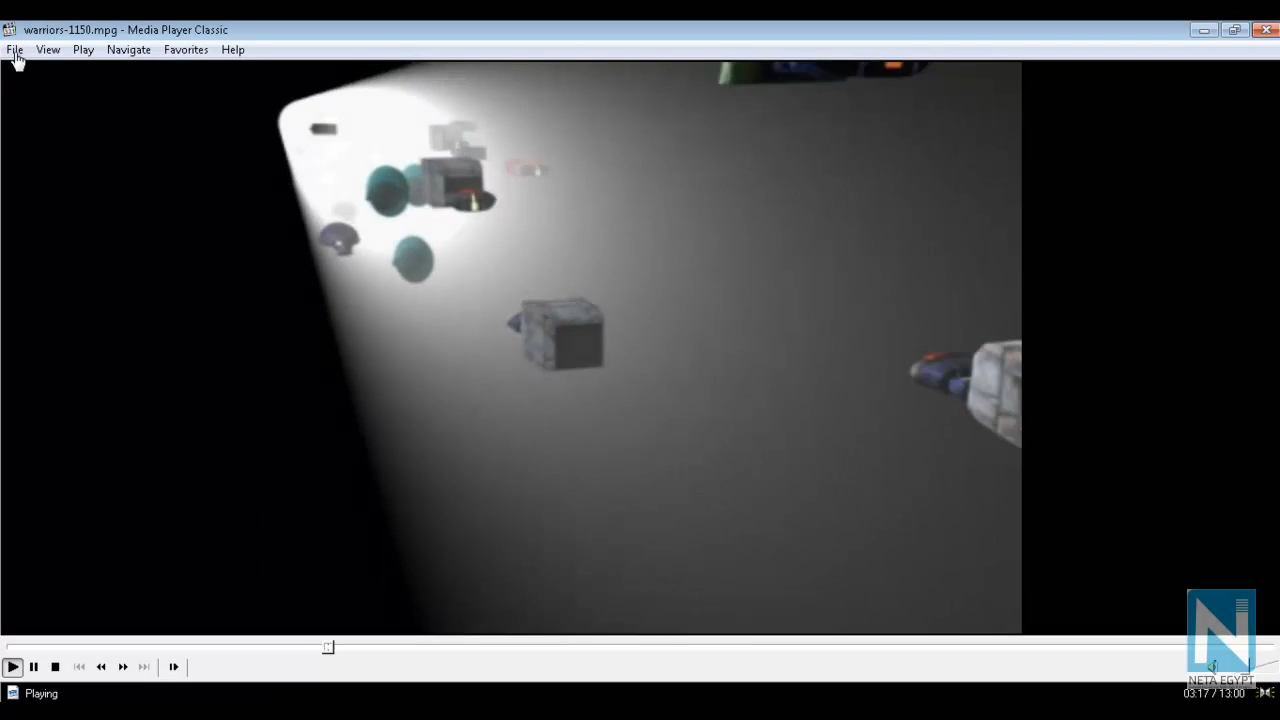 warriors-1150.mpg - Media Player Classic
File View Play Navigate Favorites Help
N
NETA EGYPT
Playing
03:17 / 13:00